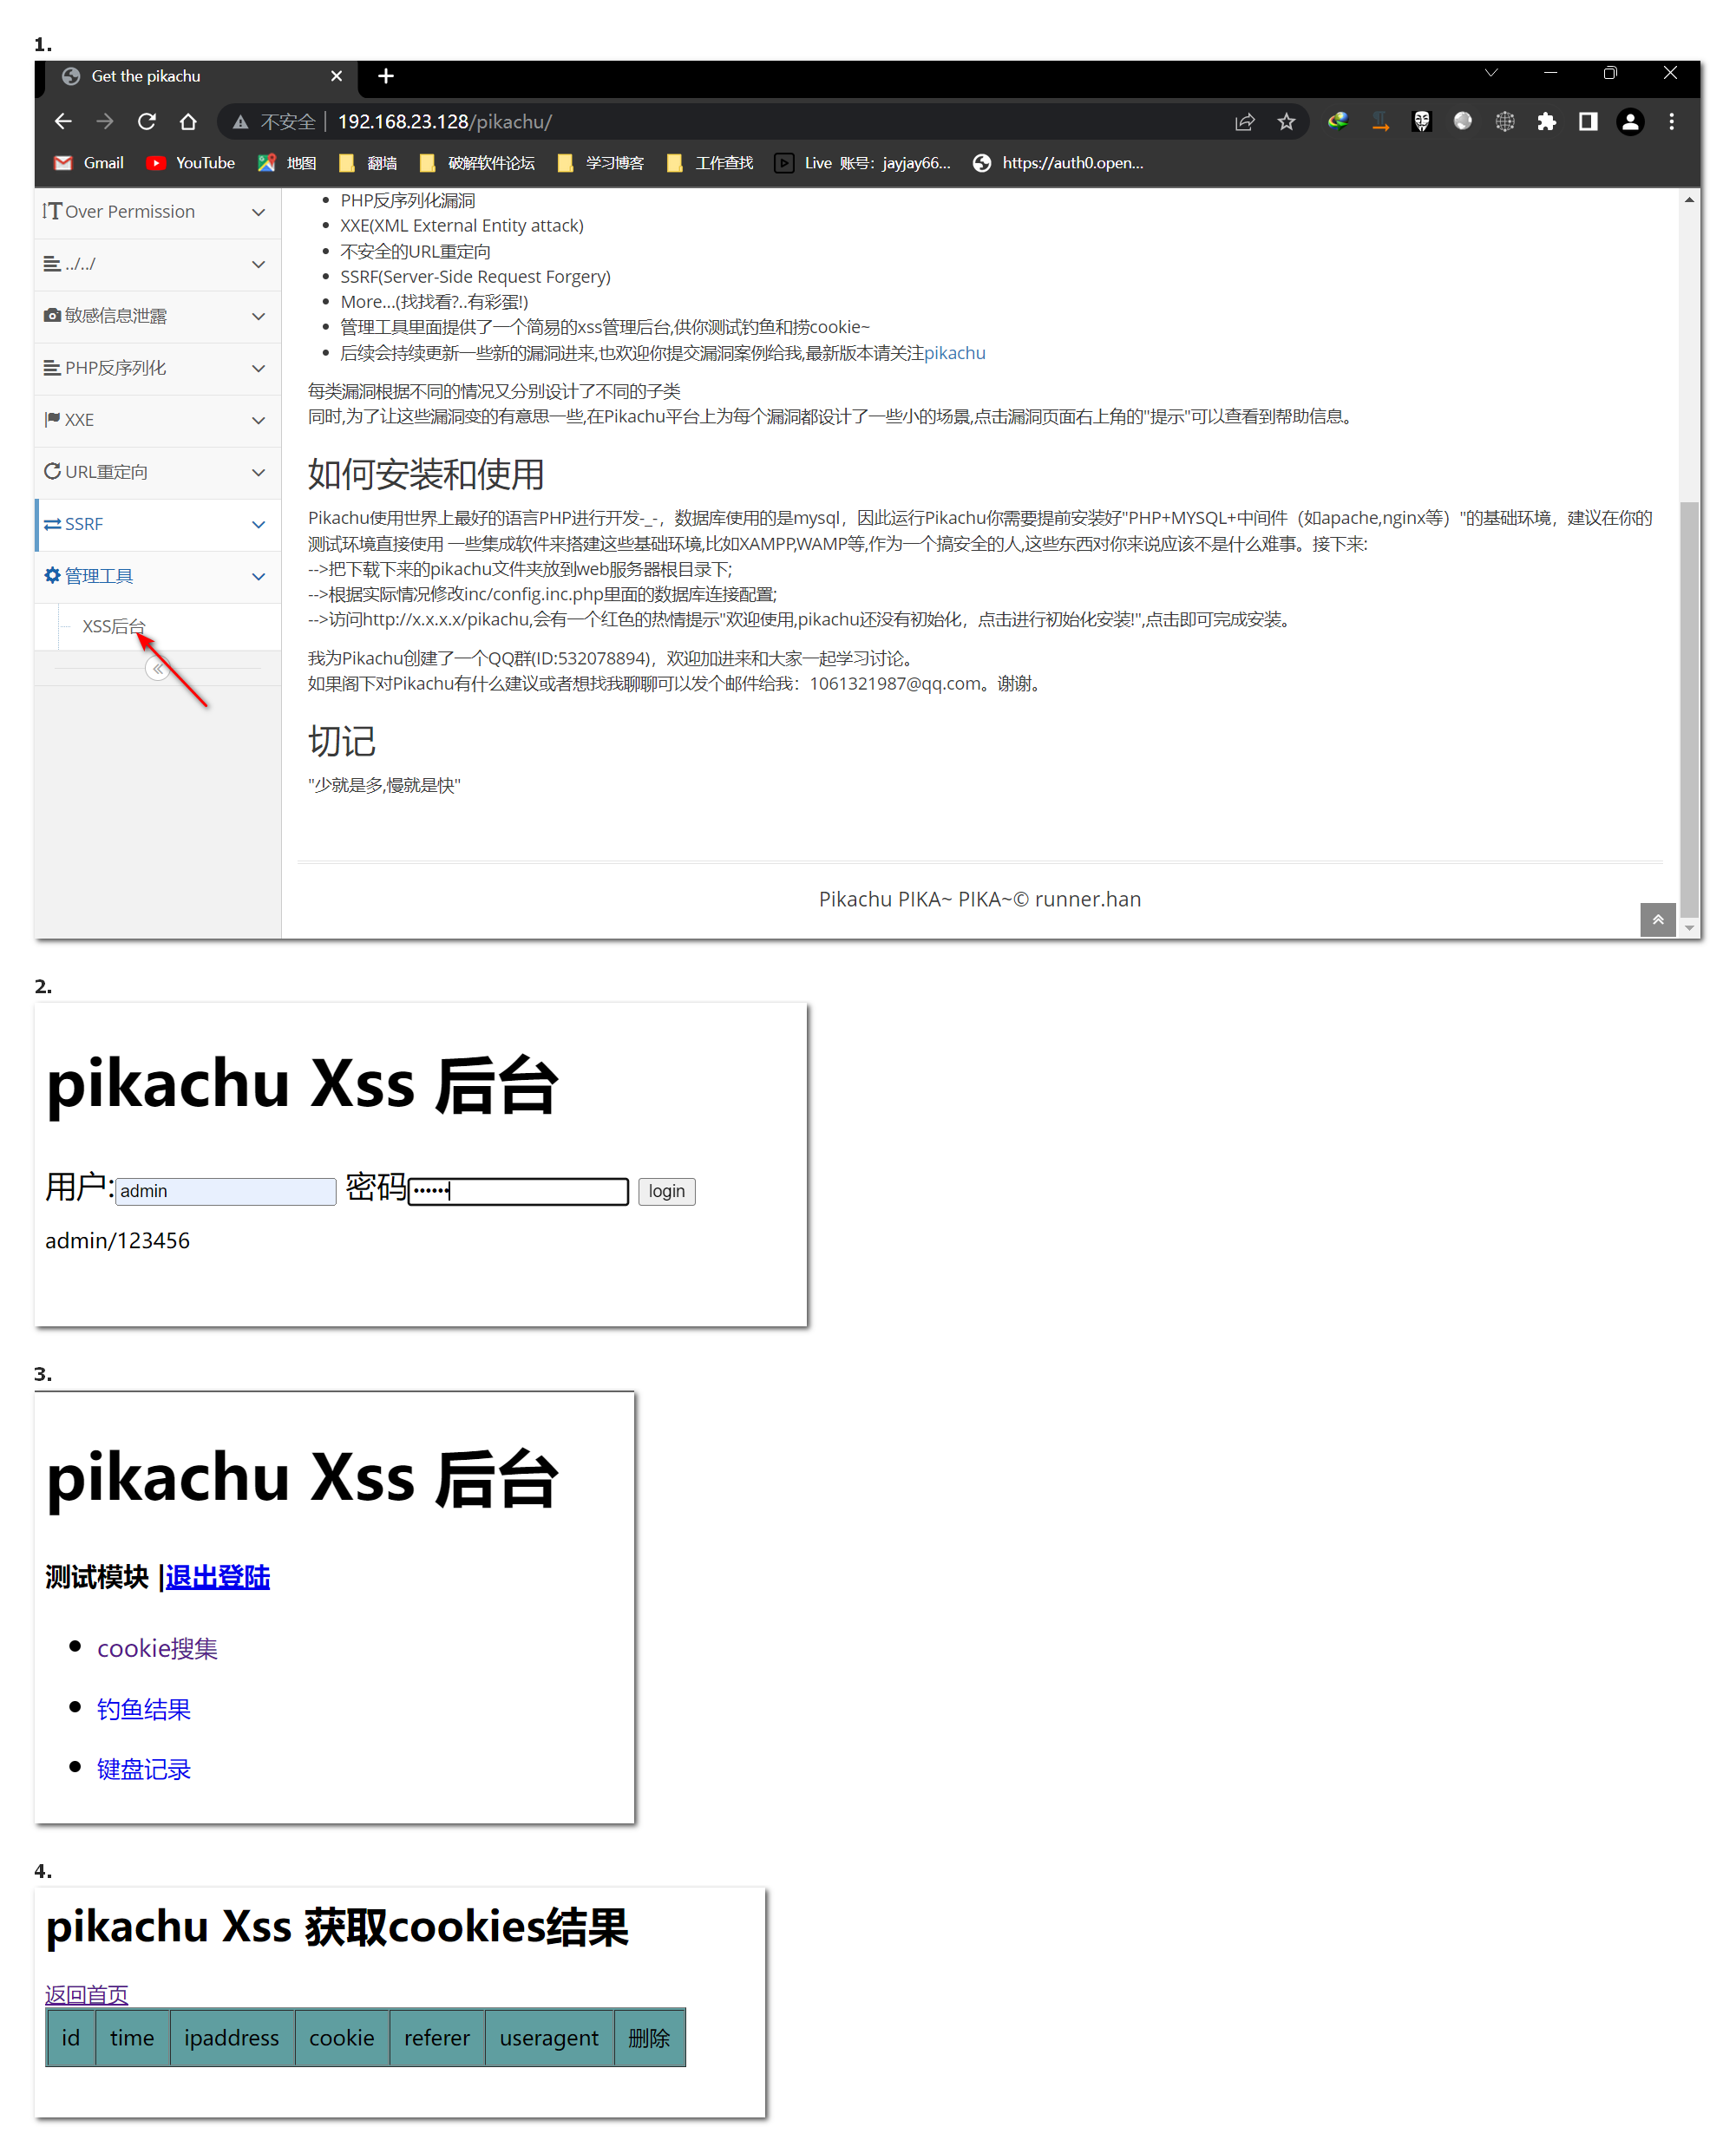 1.
Get the pikachu
不安全 | 192.168.23.128/pikachu/
Gmail YouTube 地图 翻墙 破解软件论坛 学习博客 工作查找 Live 账号：jayjay66... https://auth0.open...
Over Permission
../../
敏感信息泄露
PHP反序列化
XXE
URL重定向
SSRF
管理工具
XSS后台
PHP反序列化漏洞
XXE(XML External Entity attack)
不安全的URL重定向
SSRF(Server-Side Request Forgery)
More...(找找看?..有彩蛋!)
管理工具里面提供了一个简易的xss管理后台,供你测试钓鱼和捞cookie~
后续会持续更新一些新的漏洞进来,也欢迎你提交漏洞案例给我,最新版本请关注pikachu
每类漏洞根据不同的情况又分别设计了不同的子类
同时,为了让这些漏洞变的有意思一些,在Pikachu平台上为每个漏洞都设计了一些小的场景,点击漏洞页面右上角的"提示"可以查看到帮助信息。
如何安装和使用
Pikachu使用世界上最好的语言PHP进行开发-_-，数据库使用的是mysql，因此运行Pikachu你需要提前安装好"PHP+MYSQL+中间件（如apache,nginx等）"的基础环境，建议在你的
测试环境直接使用 一些集成软件来搭建这些基础环境,比如XAMPP,WAMP等,作为一个搞安全的人,这些东西对你来说应该不是什么难事。接下来:
-->把下载下来的pikachu文件夹放到web服务器根目录下;
-->根据实际情况修改inc/config.inc.php里面的数据库连接配置;
-->访问http://x.x.x.x/pikachu,会有一个红色的热情提示"欢迎使用,pikachu还没有初始化，点击进行初始化安装!",点击即可完成安装。
我为Pikachu创建了一个QQ群(ID:532078894)，欢迎加进来和大家一起学习讨论。
如果阁下对Pikachu有什么建议或者想找我聊聊可以发个邮件给我：1061321987@qq.com。谢谢。
切记
"少就是多,慢就是快"
Pikachu PIKA~ PIKA~© runner.han
2.
pikachu Xss 后台
用户:admin 密码•••••• login
admin/123456
3.
pikachu Xss 后台
测试模块 |退出登陆
cookie搜集
钓鱼结果
键盘记录
4.
pikachu Xss 获取cookies结果
返回首页
id time ipaddress cookie referer useragent 删除